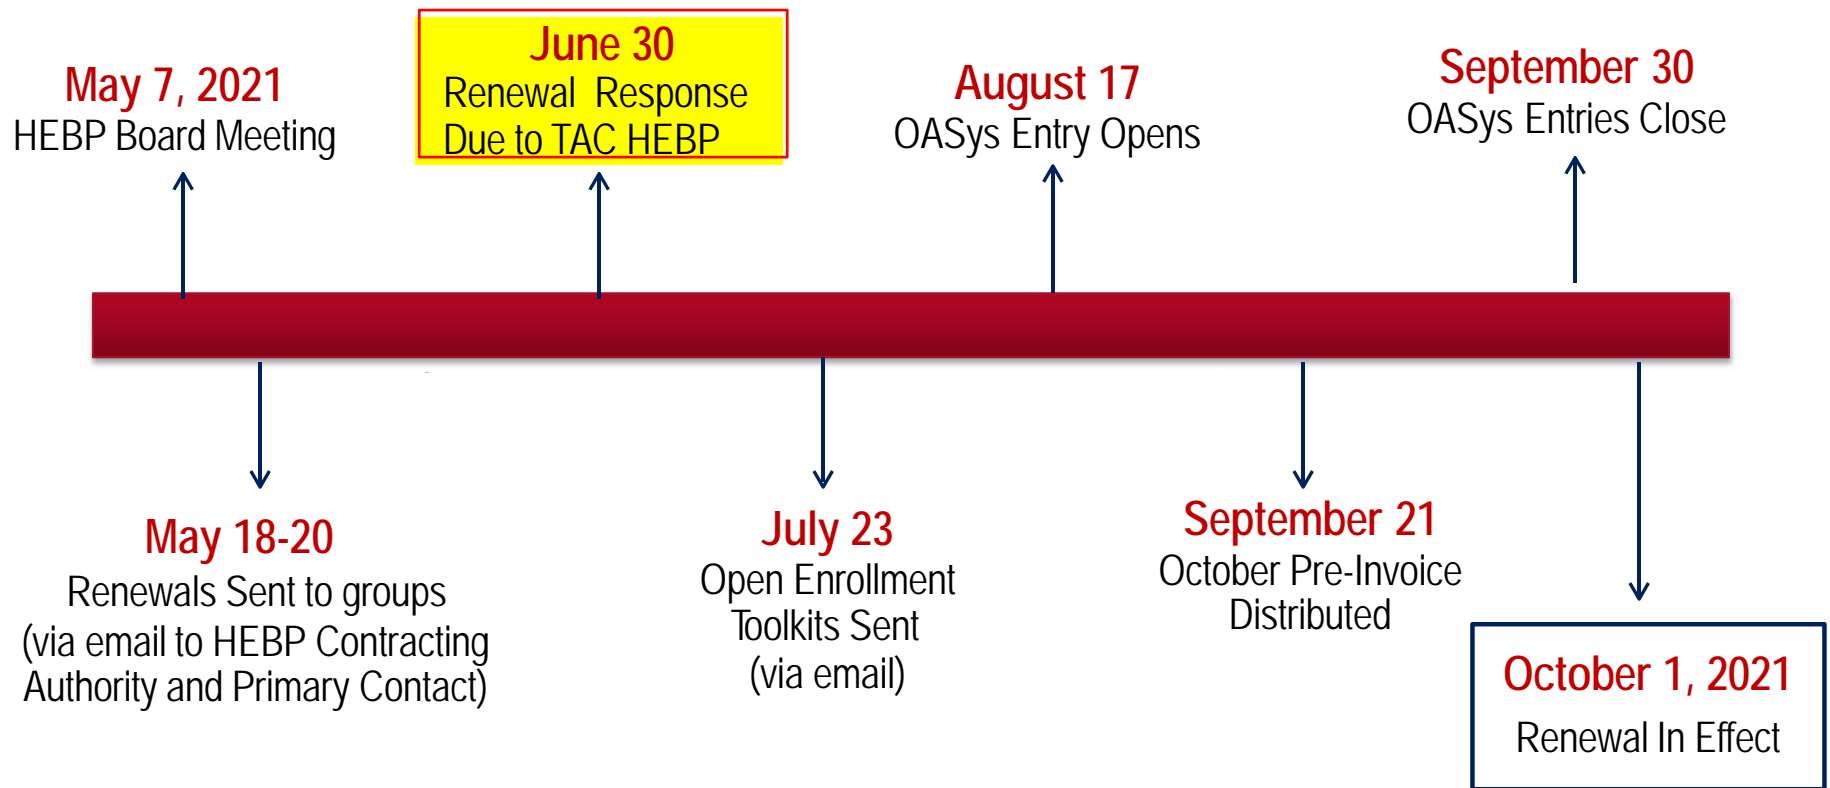 May 7, 2021
HEBP Board Meeting
June 30
Renewal Response
Due to TAC HEBP
August 17
OASys Entry Opens
September 30
OASys Entries Close
May 18-20
Renewals Sent to groups
(via email to HEBP Contracting
Authority and Primary Contact)
July 23
Open Enrollment
Toolkits Sent
(via email)
September 21
October Pre-Invoice
Distributed
October 1, 2021
Renewal In Effect